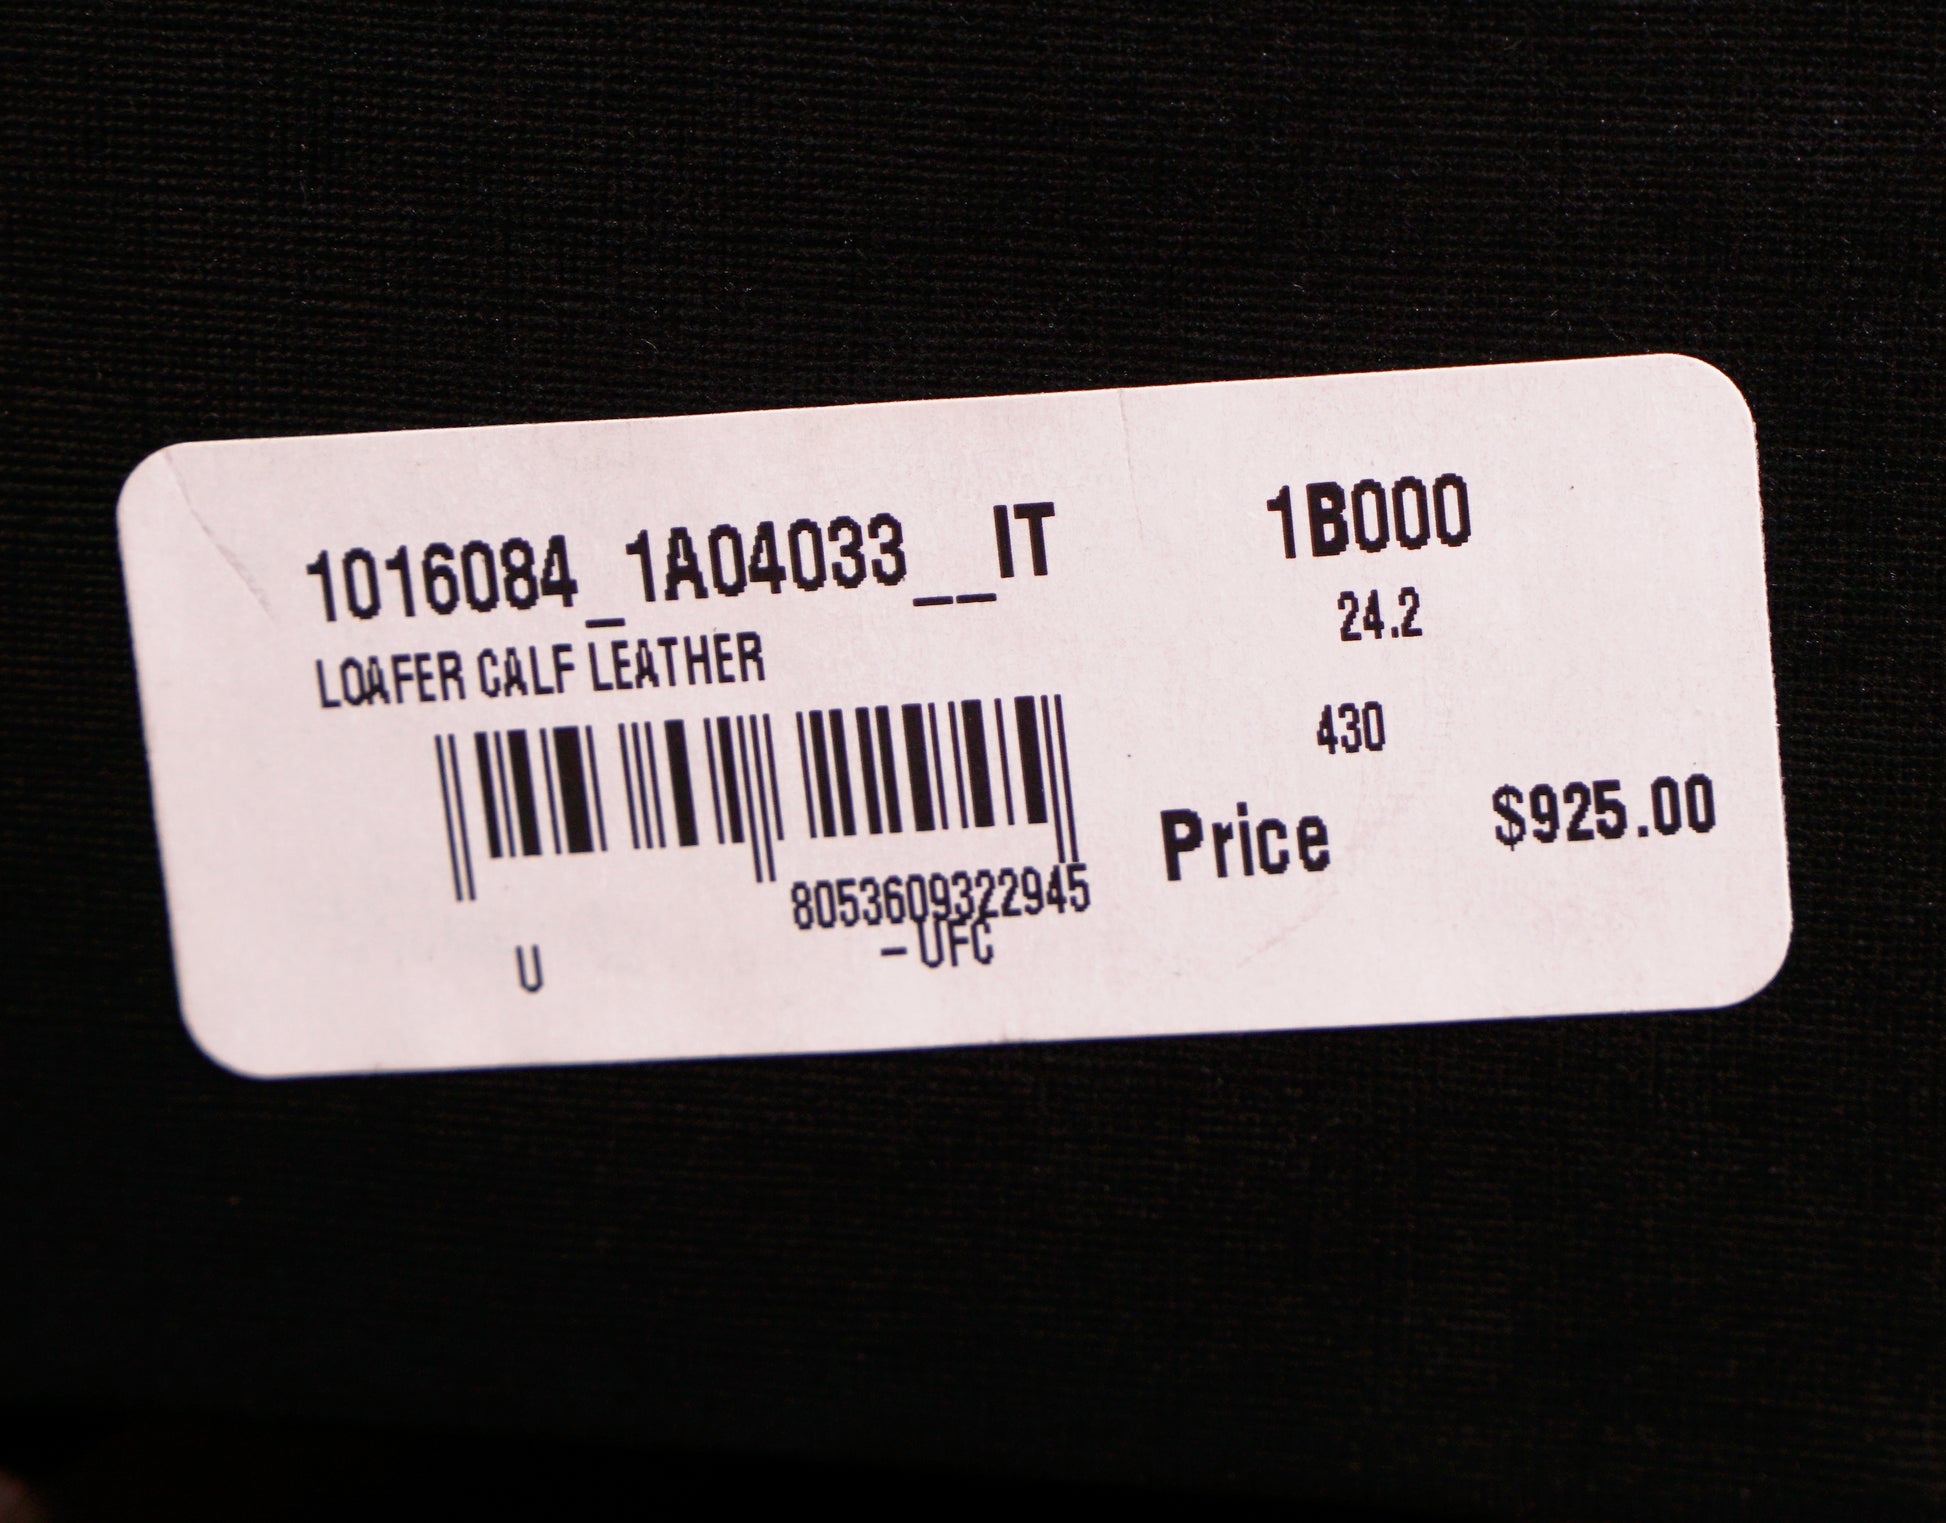 1016084_1A04033__IT 1B000
24.2
LOAFER CALF LEATHER
430
Price $925.00
8053609322945
- UFC
U